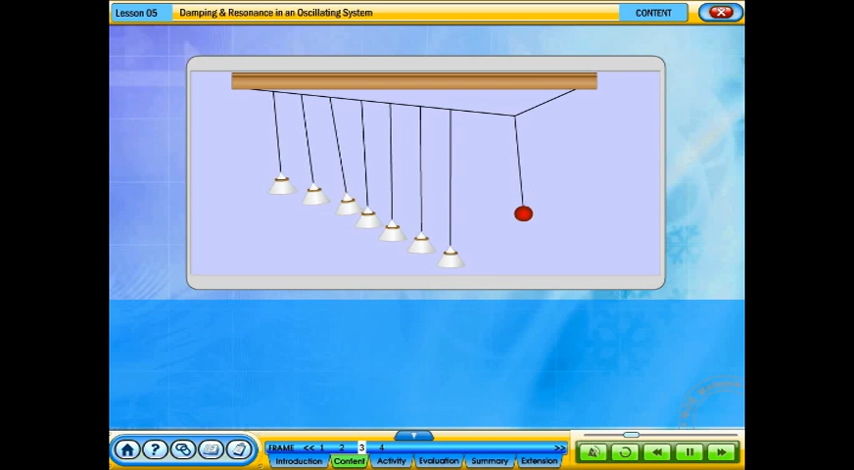 Lesson 05
Damping & Resonance in an Oscillating System
CONTENT
FRAME << 1 2 3 4 >>
Introduction Content Activity Evaluation Summary Extension